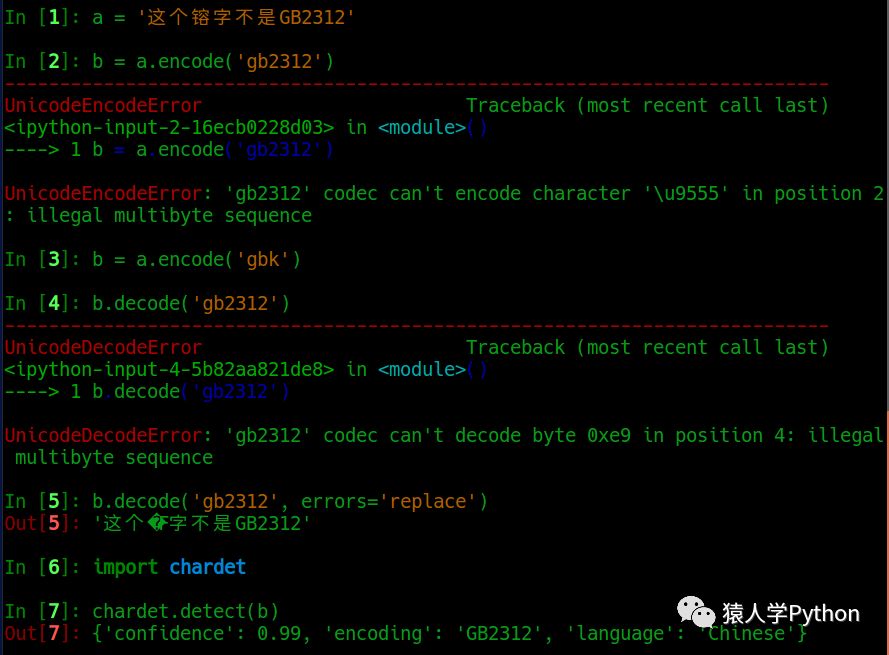 In [1]: a = '这个镕字不是GB2312'
In [2]: b = a.encode('gb2312')
---------------------------------------------------------------------------
UnicodeEncodeError                        Traceback (most recent call last)
<ipython-input-2-16ecb0228d03> in <module>()
----> 1 b = a.encode('gb2312')
UnicodeEncodeError: 'gb2312' codec can't encode character '\u9555' in position 2
: illegal multibyte sequence
In [3]: b = a.encode('gbk')
In [4]: b.decode('gb2312')
---------------------------------------------------------------------------
UnicodeDecodeError                        Traceback (most recent call last)
<ipython-input-4-5b82aa821de8> in <module>()
----> 1 b.decode('gb2312')
UnicodeDecodeError: 'gb2312' codec can't decode byte 0xe9 in position 4: illegal
 multibyte sequence
In [5]: b.decode('gb2312', errors='replace')
Out[5]: '这个�F字不是GB2312'
In [6]: import chardet
In [7]: chardet.detect(b)
Out[7]: {'confidence': 0.99, 'encoding': 'GB2312', 'language': 'Chinese'}
猿人学Python